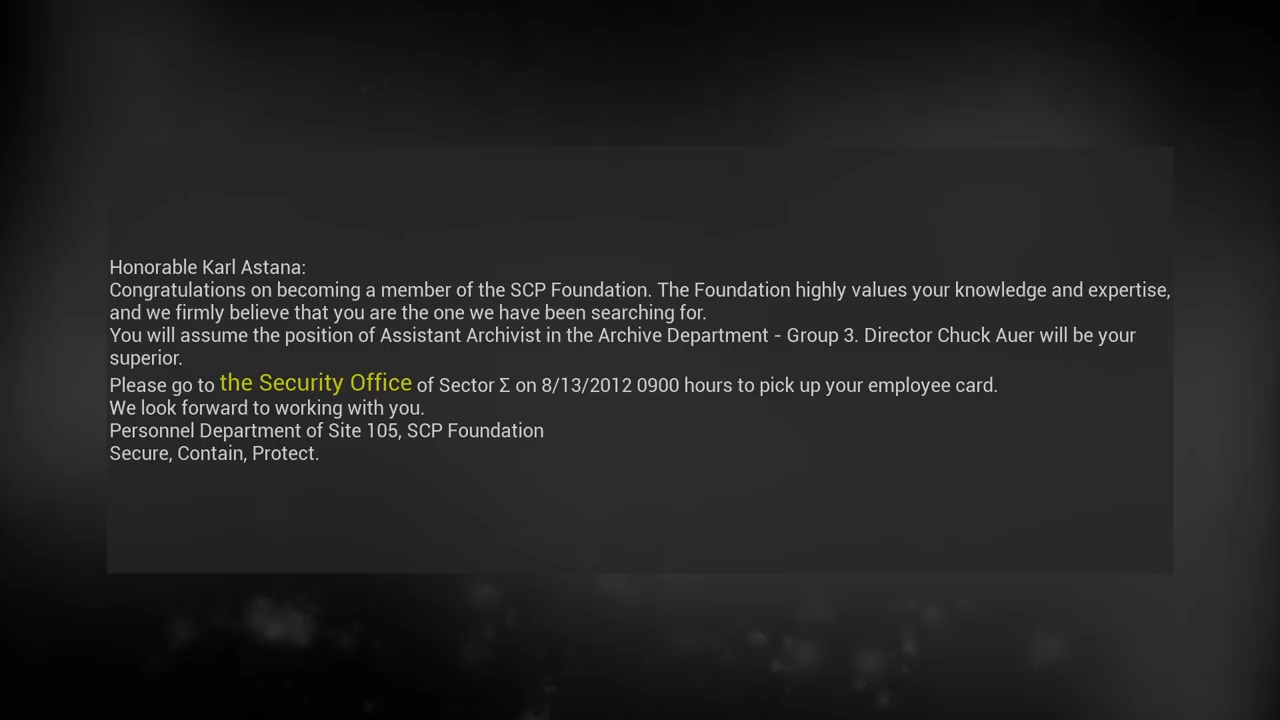 Honorable Karl Astana:
Congratulations on becoming a member of the SCP Foundation. The Foundation highly values your knowledge and expertise,
and we firmly believe that you are the one we have been searching for.
You will assume the position of Assistant Archivist in the Archive Department - Group 3. Director Chuck Auer will be your
superior.
Please go to the Security Office of Sector Σ on 8/13/2012 0900 hours to pick up your employee card.
We look forward to working with you.
Personnel Department of Site 105, SCP Foundation
Secure, Contain, Protect.